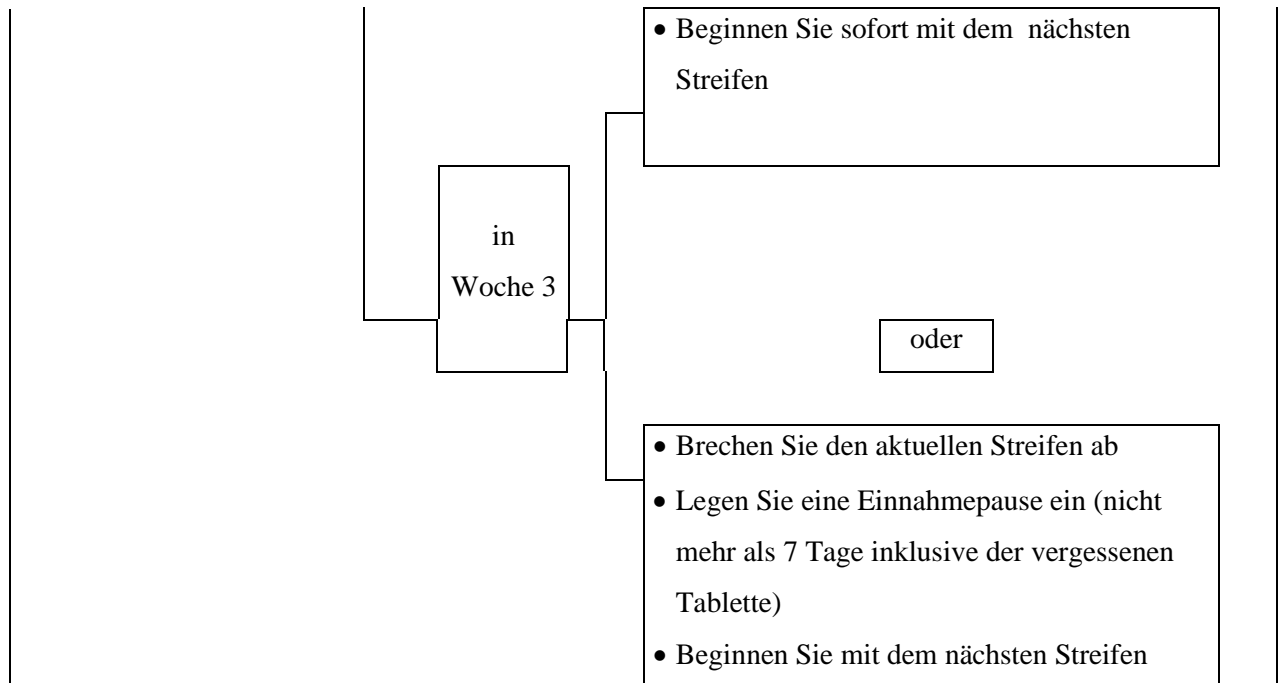 • Beginnen Sie sofort mit dem nächsten
Streifen
in
Woche 3
oder
• Brechen Sie den aktuellen Streifen ab
• Legen Sie eine Einnahmepause ein (nicht
mehr als 7 Tage inklusive der vergessenen
Tablette)
• Beginnen Sie mit dem nächsten Streifen